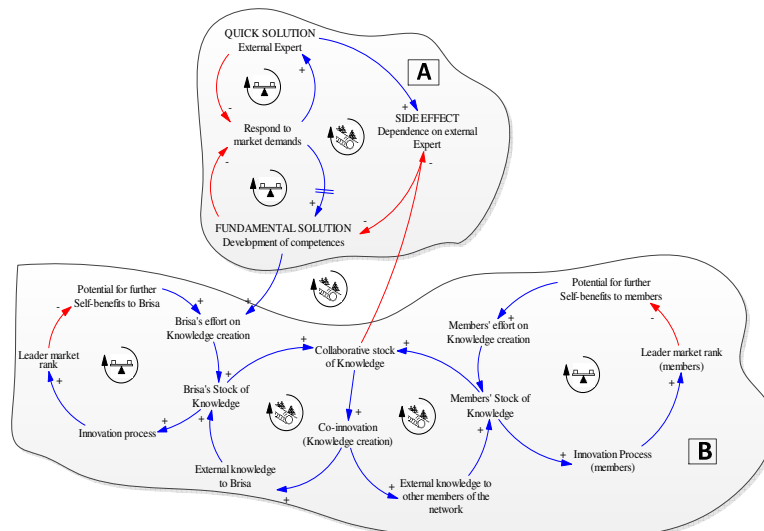 QUICK SOLUTION
External Expert
A
+
+
-
SIDE EFFECT
Dependence on external
Expert
Respond to
market demands
-
-
+
-
FUNDAMENTAL SOLUTION
Development of competences
Potential for further
Self-benefits to Brisa
-
+
+
Brisa's effort on
Knowledge creation
Leader market
rank
+
+
Brisa's Stock of
Knowledge
+
+
Innovation process
+
External knowledge
to Brisa
+
+
Collaborative stock
of Knowledge
+
+
Co-innovation
(Knowledge creation)
+
External knowledge to
other members of the
network
+
Potential for further
Self-benefits to members
-
+
Members' effort on
Knowledge creation
+
Members' Stock of
Knowledge
Leader market rank
(members)
+
+
Innovation Process
(members)
B